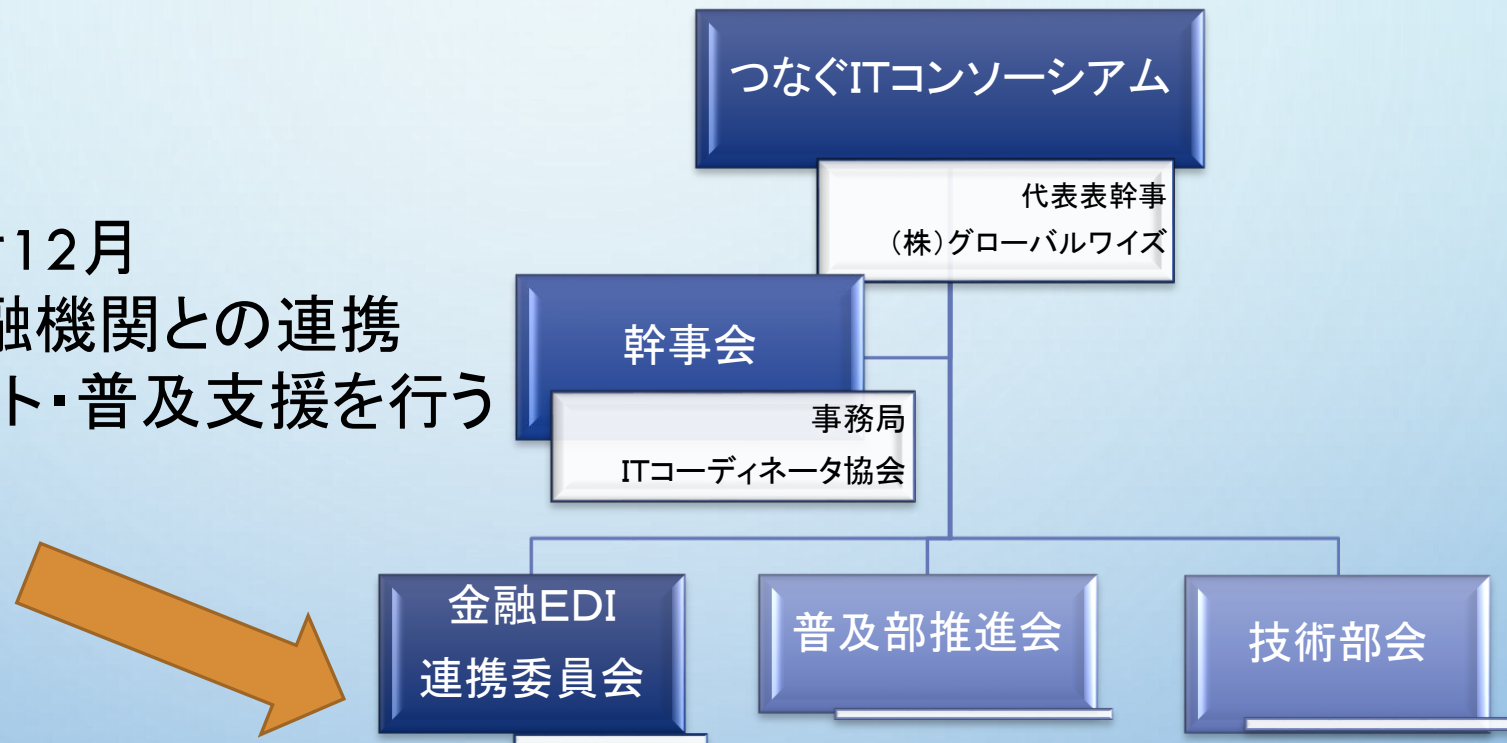 つなぐITコンソーシアム
代表表幹事
（株）グローバルワイズ
12月
融機関との連携
ト・普及支援を行う
幹事会
事務局
ITコーディネータ協会
金融EDI
連携委員会
普及部推進会
技術部会